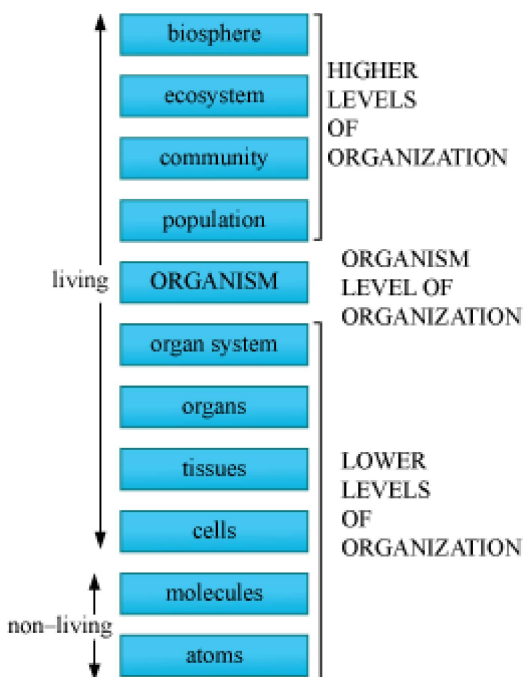 biosphere
ecosystem
community
population
ORGANISM
organ system
organs
tissues
cells
molecules
atoms
living
non–living
HIGHER
LEVELS
OF
ORGANIZATION
ORGANISM
LEVEL OF
ORGANIZATION
LOWER
LEVELS
OF
ORGANIZATION